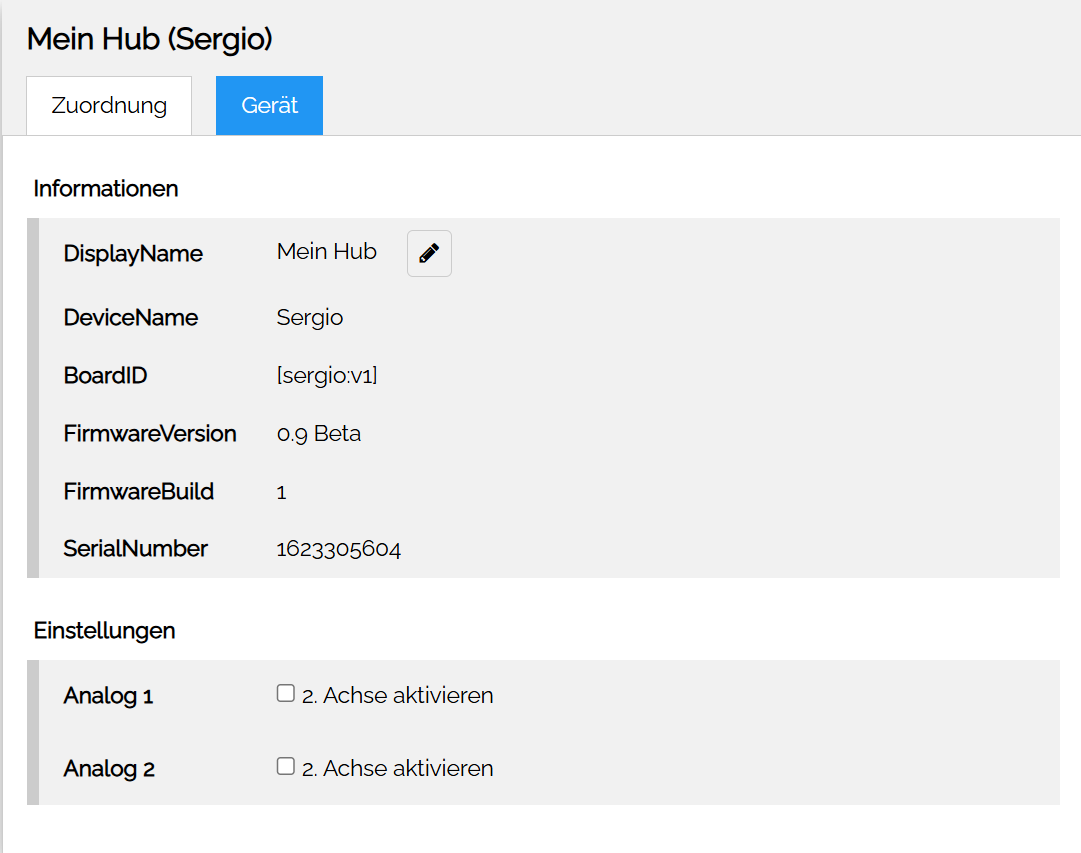 Mein Hub (Sergio)
Zuordnung Gerät
Informationen
DisplayName Mein Hub
DeviceName Sergio
BoardID [sergio:v1]
FirmwareVersion 0.9 Beta
FirmwareBuild 1
SerialNumber 1623305604
Einstellungen
Analog 1 2. Achse aktivieren
Analog 2 2. Achse aktivieren